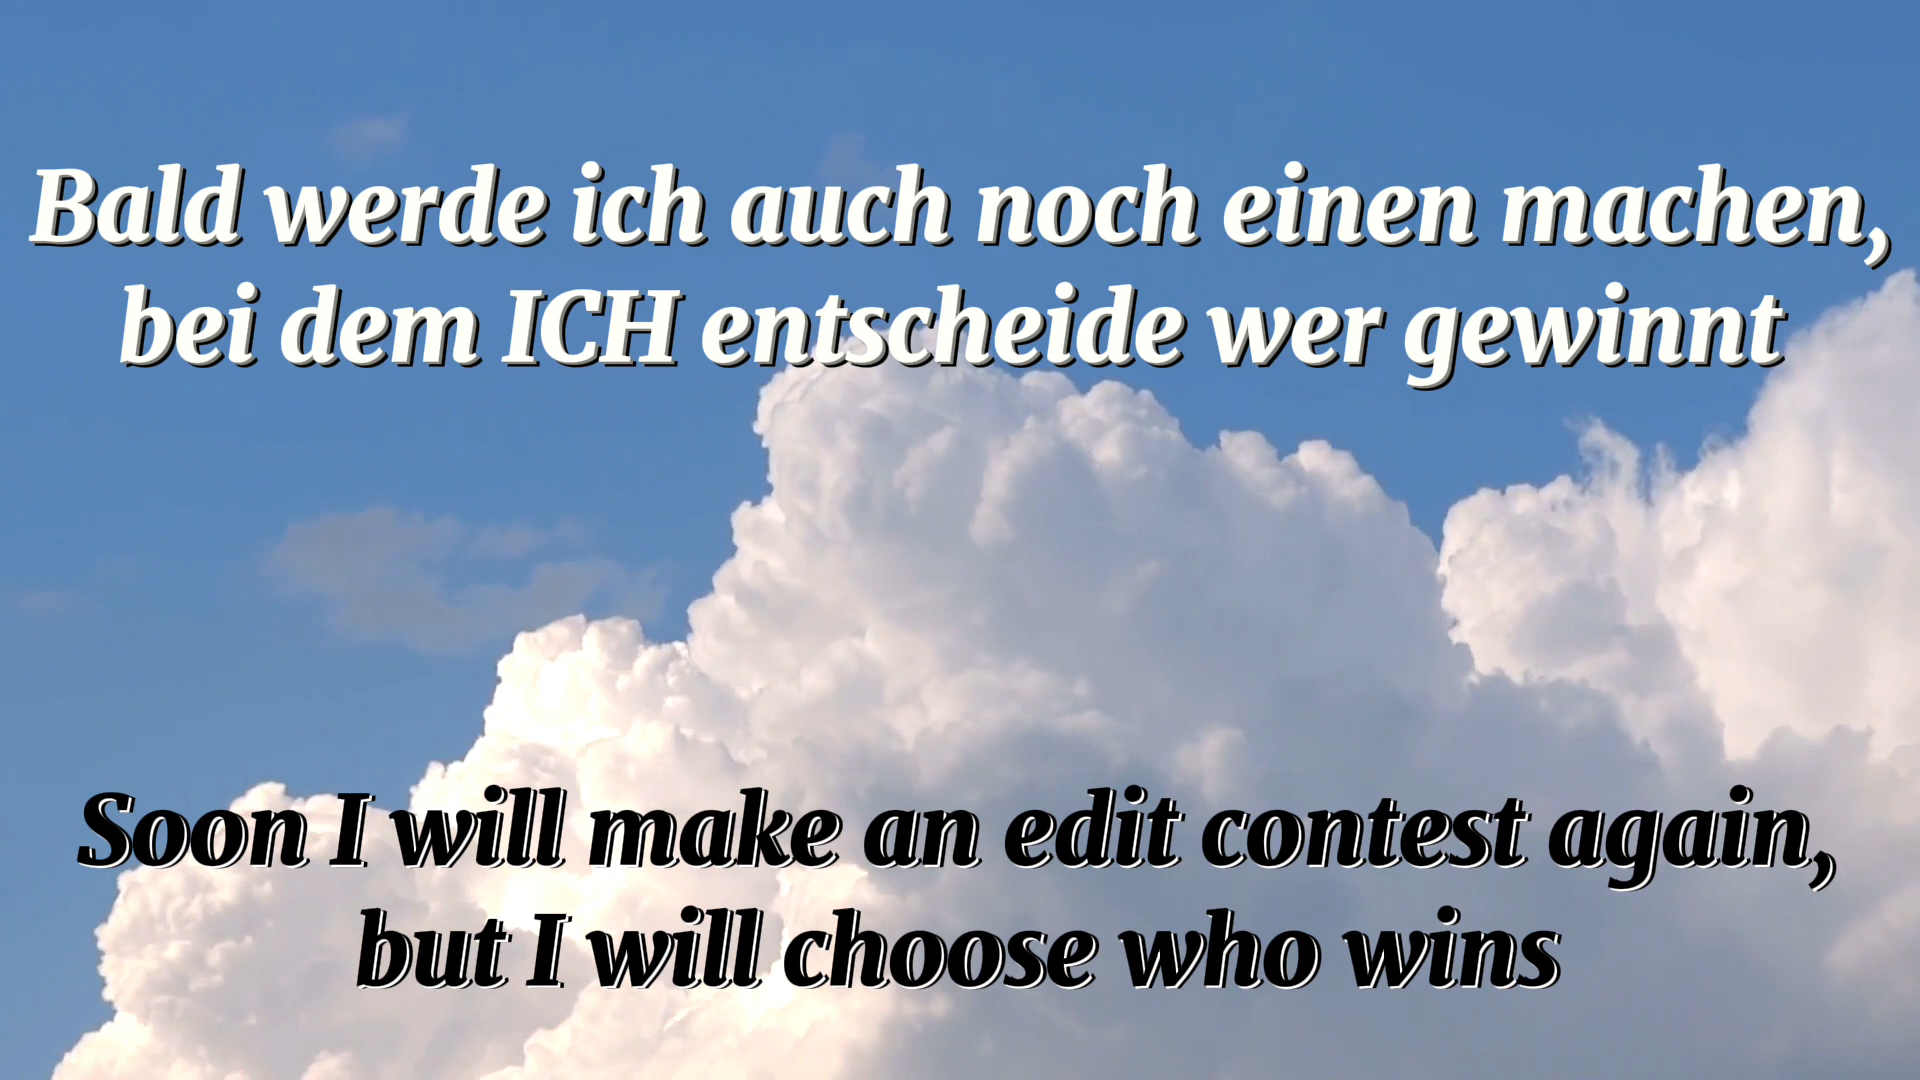 Bald werde ich auch noch einen machen,
bei dem ICH entscheide wer gewinnt
Soon I will make an edit contest again,
but I will choose who wins